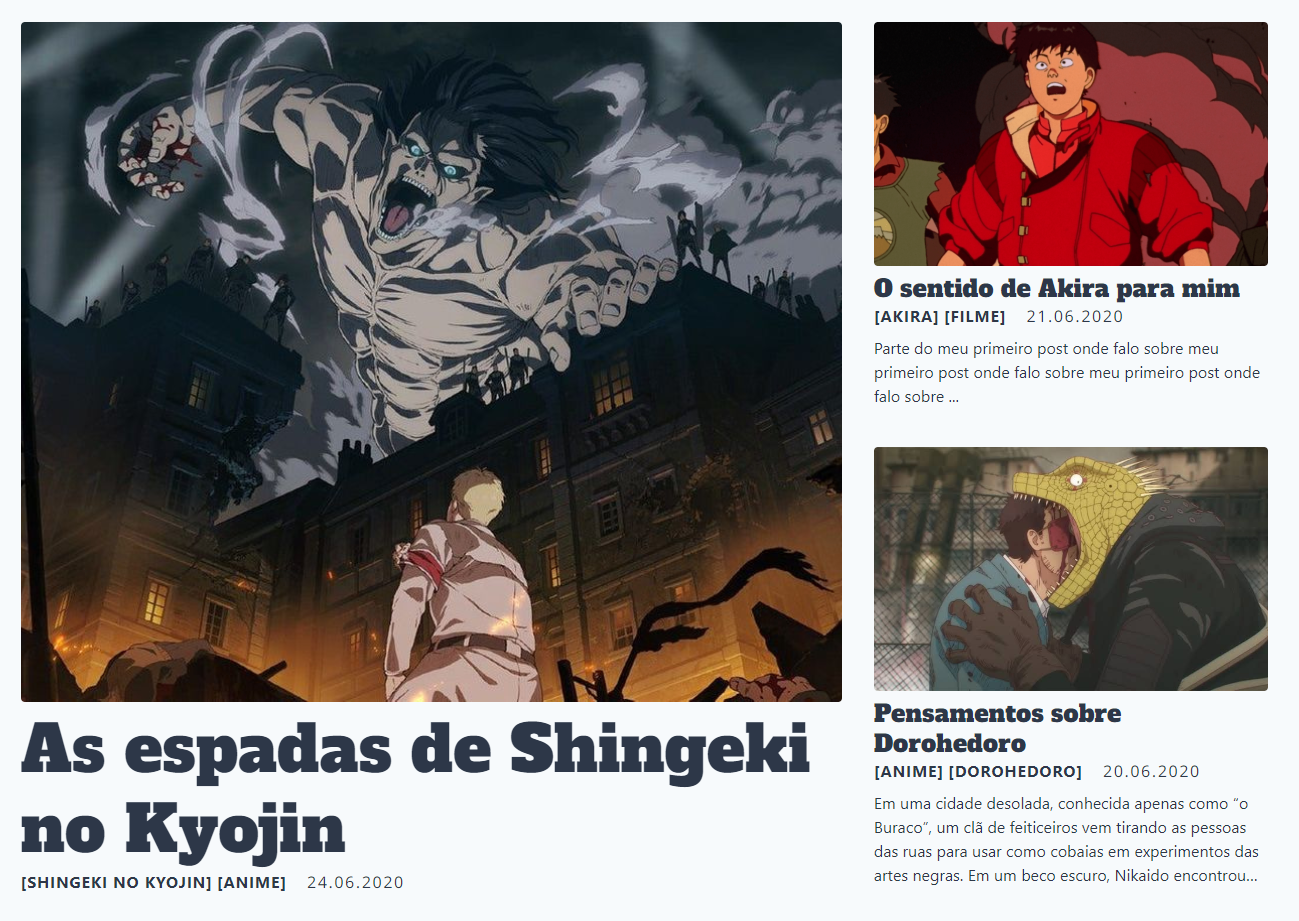 As espadas de Shingeki
no Kyojin
[SHINGEKI NO KYOJIN] [ANIME] 24.06.2020
O sentido de Akira para mim
[AKIRA] [FILME] 21.06.2020
Parte do meu primeiro post onde falo sobre meu
primeiro post onde falo sobre meu primeiro post onde
falo sobre ...
Pensamentos sobre
Dorohedoro
[ANIME] [DOROHEDORO] 20.06.2020
Em uma cidade desolada, conhecida apenas como “o
Buraco”, um clã de feiticeiros vem tirando as pessoas
das ruas para usar como cobaias em experimentos das
artes negras. Em um beco escuro, Nikaido encontrou...